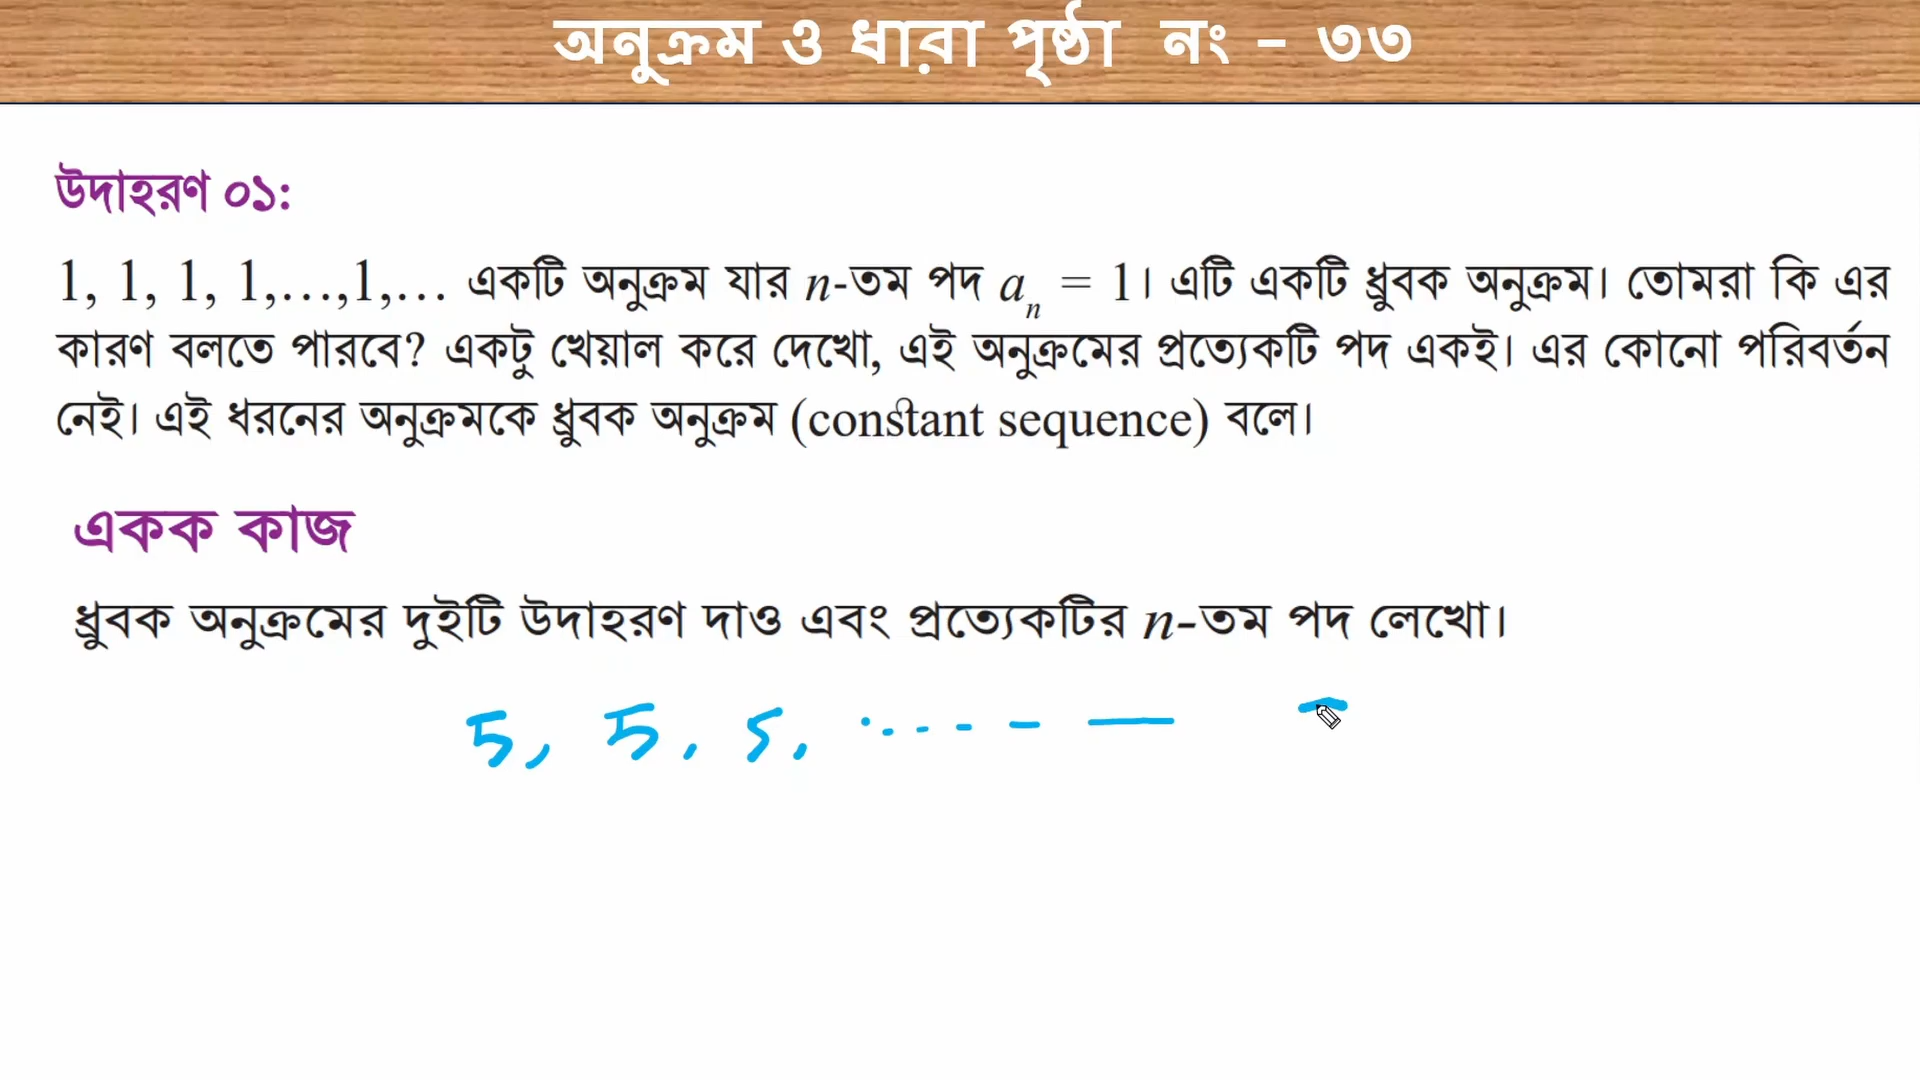 অনুক্রম ও ধারা পৃষ্ঠা নং – ৩৩
উদাহরণ ০১:
1, 1, 1, 1,…,1,… একটি অনুক্রম যার n-তম পদ aₙ = 1। এটি একটি ধ্রুবক অনুক্রম। তোমরা কি এর
কারণ বলতে পারবে? একটু খেয়াল করে দেখো, এই অনুক্রমের প্রত্যেকটি পদ একই। এর কোনো পরিবর্তন
নেই। এই ধরনের অনুক্রমকে ধ্রুবক অনুক্রম (constant sequence) বলে।
একক কাজ
ধ্রুবক অনুক্রমের দুইটি উদাহরণ দাও এবং প্রত্যেকটির n-তম পদ লেখো।
5, 5, 5, ......